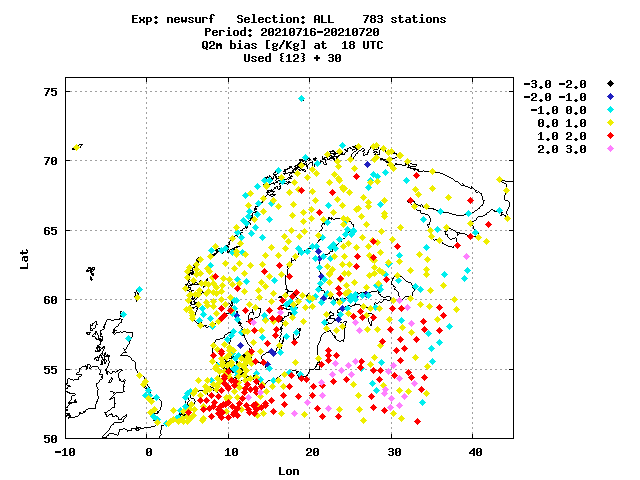 Exp: newsurf   Selection: ALL    783 stations
Period: 20210716-20210720
Q2m bias [g/Kg] at  18 UTC
Used {12} + 30
-3.0 -2.0
-2.0 -1.0
-1.0 0.0
0.0 1.0
1.0 2.0
2.0 3.0
75
70
65
60
55
50
Lat
-10 0 10 20 30 40
Lon